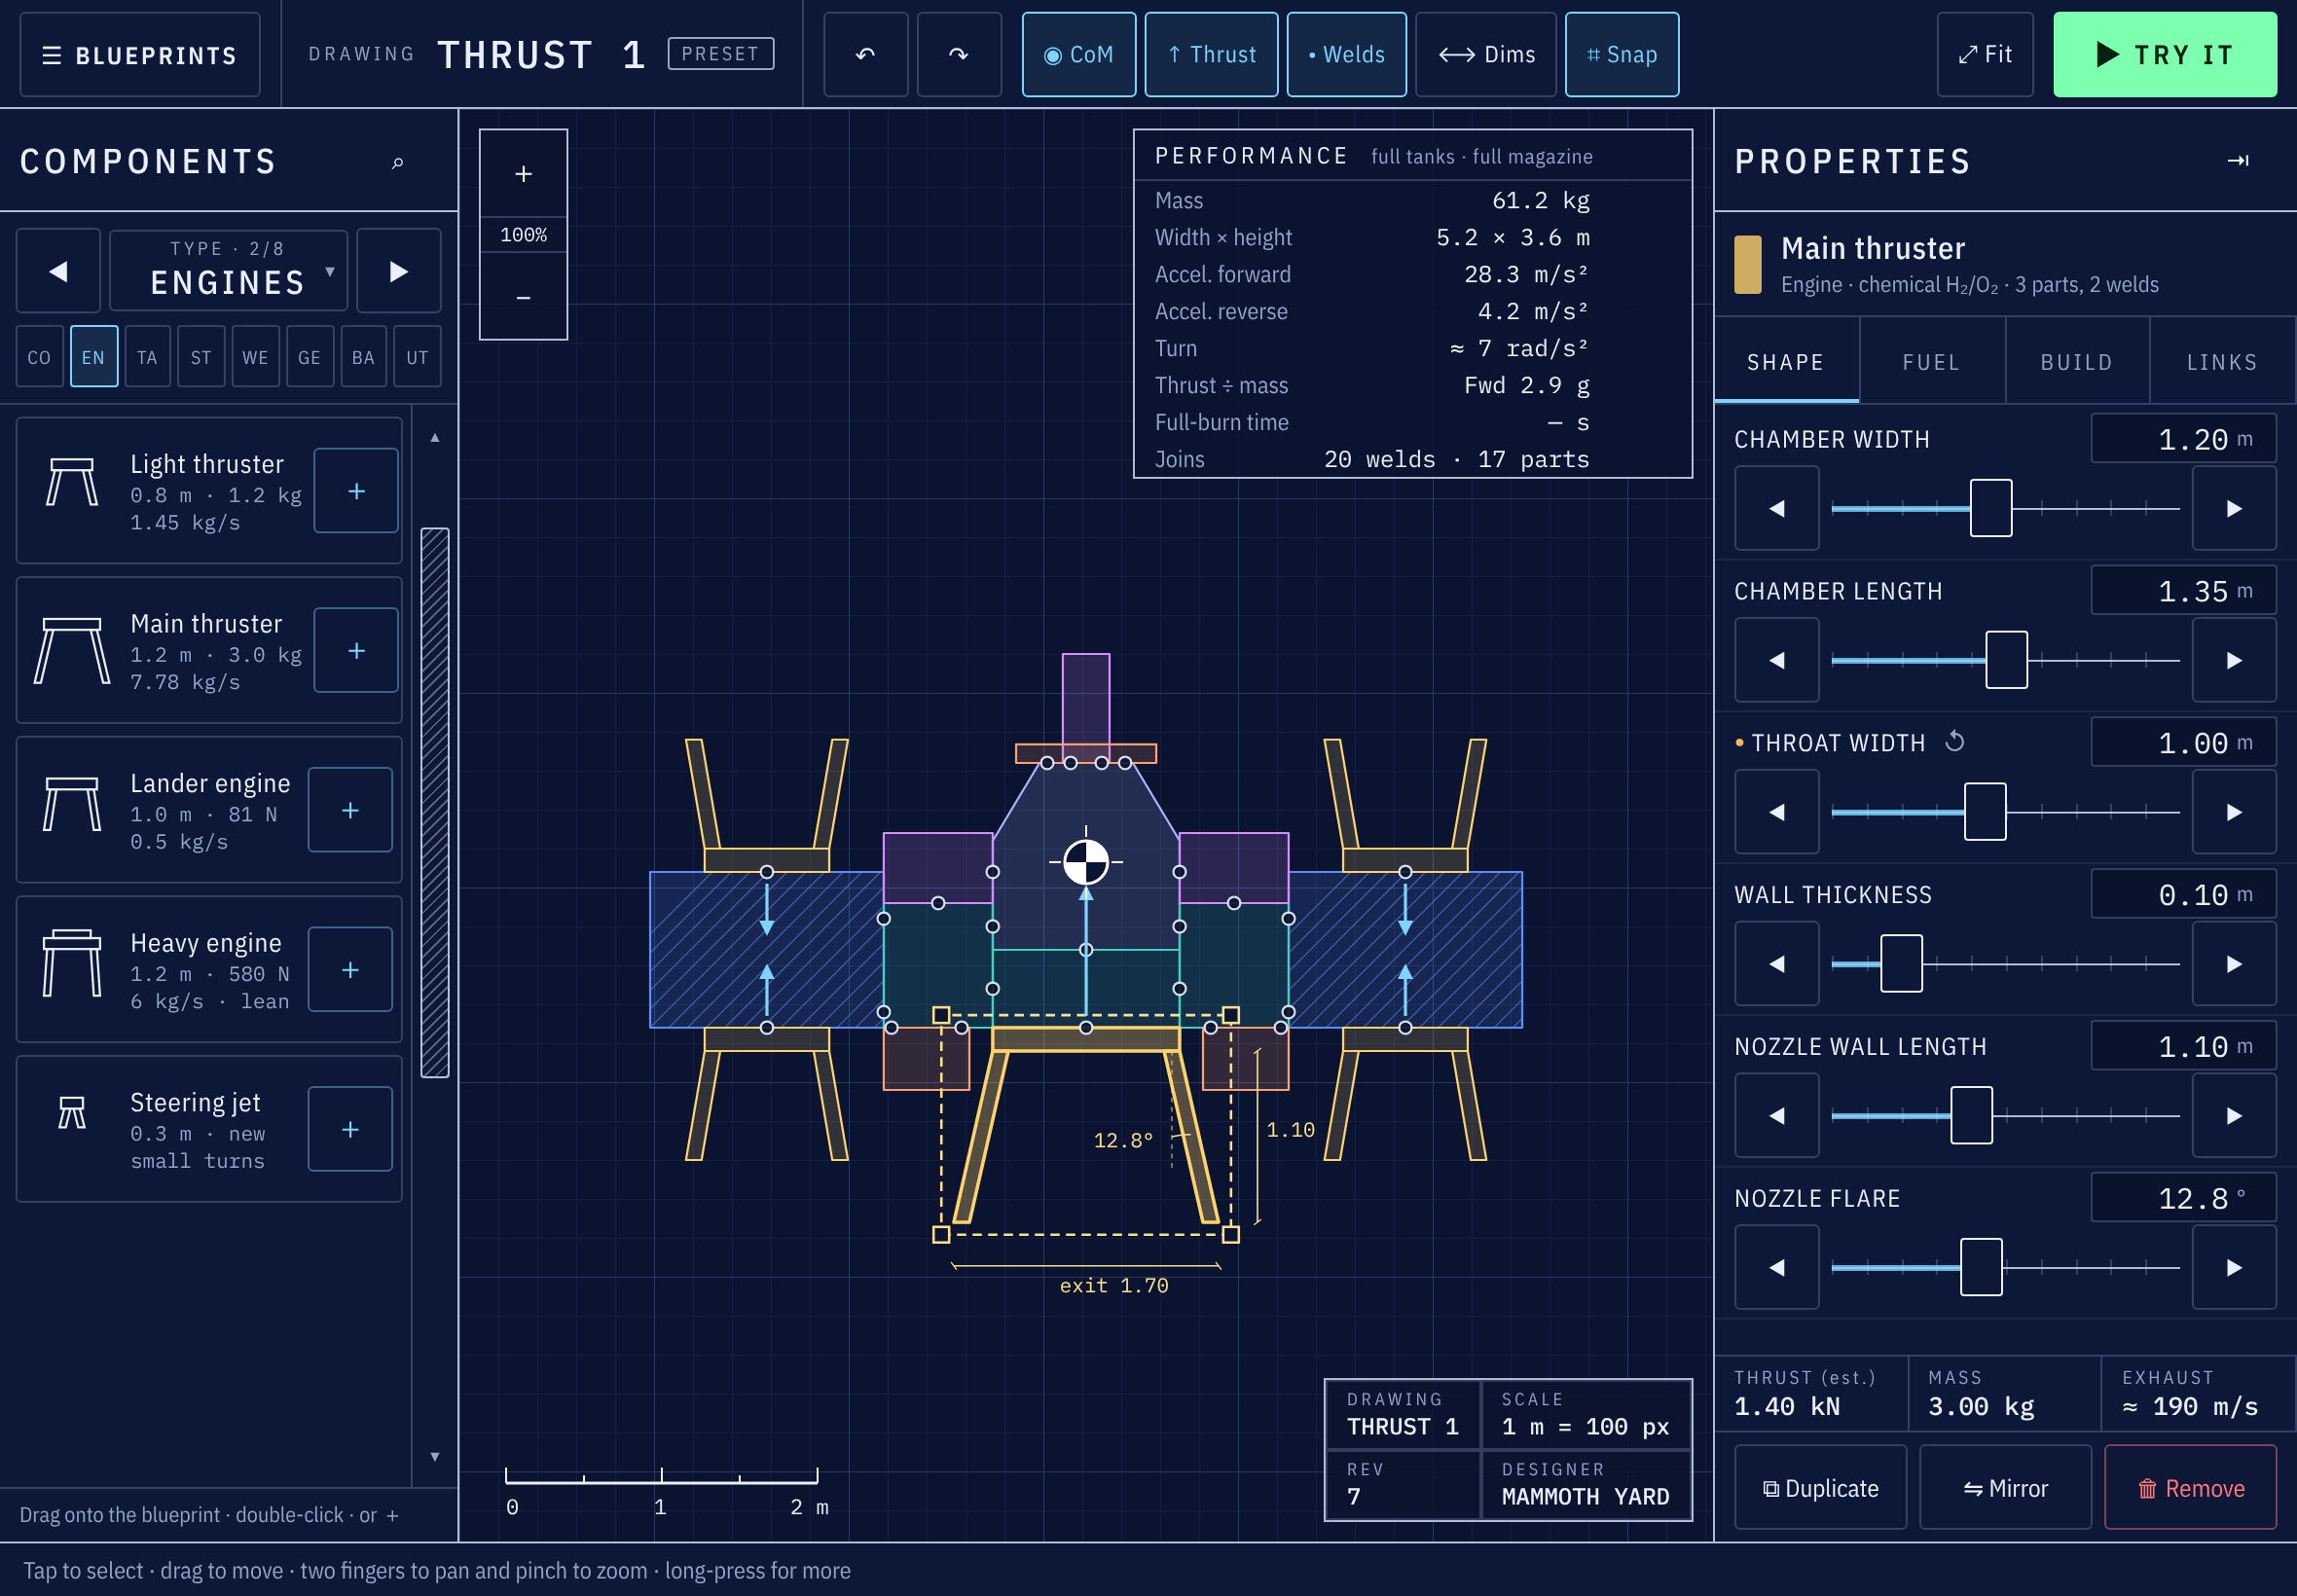 ☰ BLUEPRINTS
DRAWING THRUST 1 PRESET
↶ ↷
◉ CoM
↑ Thrust
• Welds
⟷ Dims
⌗ Snap
⤢ Fit
▶ TRY IT
COMPONENTS ⌕
◀ TYPE · 2/8 ▶
ENGINES ▾
CO EN TA ST WE GE BA UT
Light thruster
0.8 m · 1.2 kg
1.45 kg/s
+
Main thruster
1.2 m · 3.0 kg
7.78 kg/s
+
Lander engine
1.0 m · 81 N
0.5 kg/s
+
Heavy engine
1.2 m · 580 N
6 kg/s · lean
+
Steering jet
0.3 m · new
small turns
+
Drag onto the blueprint · double-click · or +
+
100%
−
PERFORMANCE full tanks · full magazine
Mass 61.2 kg
Width × height 5.2 × 3.6 m
Accel. forward 28.3 m/s²
Accel. reverse 4.2 m/s²
Turn ≈ 7 rad/s²
Thrust ÷ mass Fwd 2.9 g
Full-burn time — s
Joins 20 welds · 17 parts
12.8°
1.10
exit 1.70
0 1 2 m
DRAWING
THRUST 1
SCALE
1 m = 100 px
REV
7
DESIGNER
MAMMOTH YARD
PROPERTIES ⇥
Main thruster
Engine · chemical H₂/O₂ · 3 parts, 2 welds
SHAPE FUEL BUILD LINKS
CHAMBER WIDTH 1.20 m
CHAMBER LENGTH 1.35 m
• THROAT WIDTH 1.00 m
WALL THICKNESS 0.10 m
NOZZLE WALL LENGTH 1.10 m
NOZZLE FLARE 12.8 °
THRUST (est.)
1.40 kN
MASS
3.00 kg
EXHAUST
≈ 190 m/s
⧉ Duplicate
⇋ Mirror
🗑 Remove
Tap to select · drag to move · two fingers to pan and pinch to zoom · long-press for more